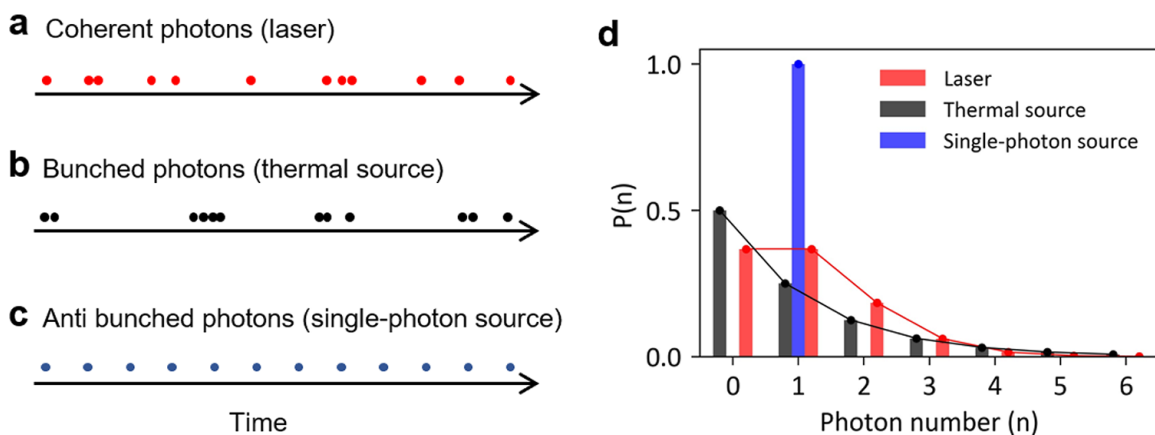 a Coherent photons (laser)
b Bunched photons (thermal source)
c Anti bunched photons (single-photon source)
Time
d
1.0
0.5
0.0
P(n)
Laser
Thermal source
Single-photon source
0 1 2 3 4 5 6
Photon number (n)